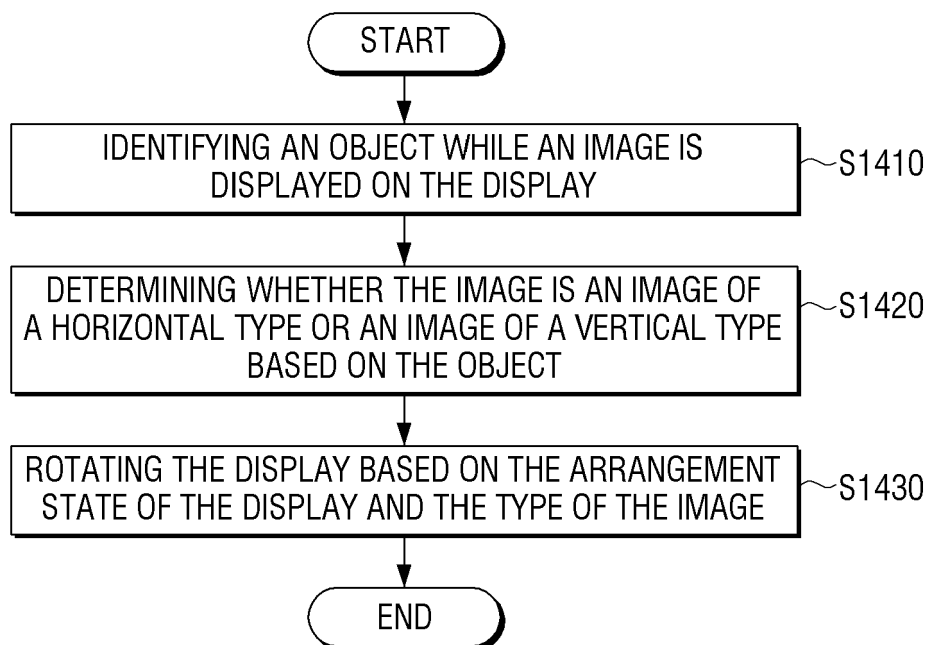 START
IDENTIFYING AN OBJECT WHILE AN IMAGE IS
DISPLAYED ON THE DISPLAY
S1410
DETERMINING WHETHER THE IMAGE IS AN IMAGE OF
A HORIZONTAL TYPE OR AN IMAGE OF A VERTICAL TYPE
BASED ON THE OBJECT
S1420
ROTATING THE DISPLAY BASED ON THE ARRANGEMENT
STATE OF THE DISPLAY AND THE TYPE OF THE IMAGE
S1430
END